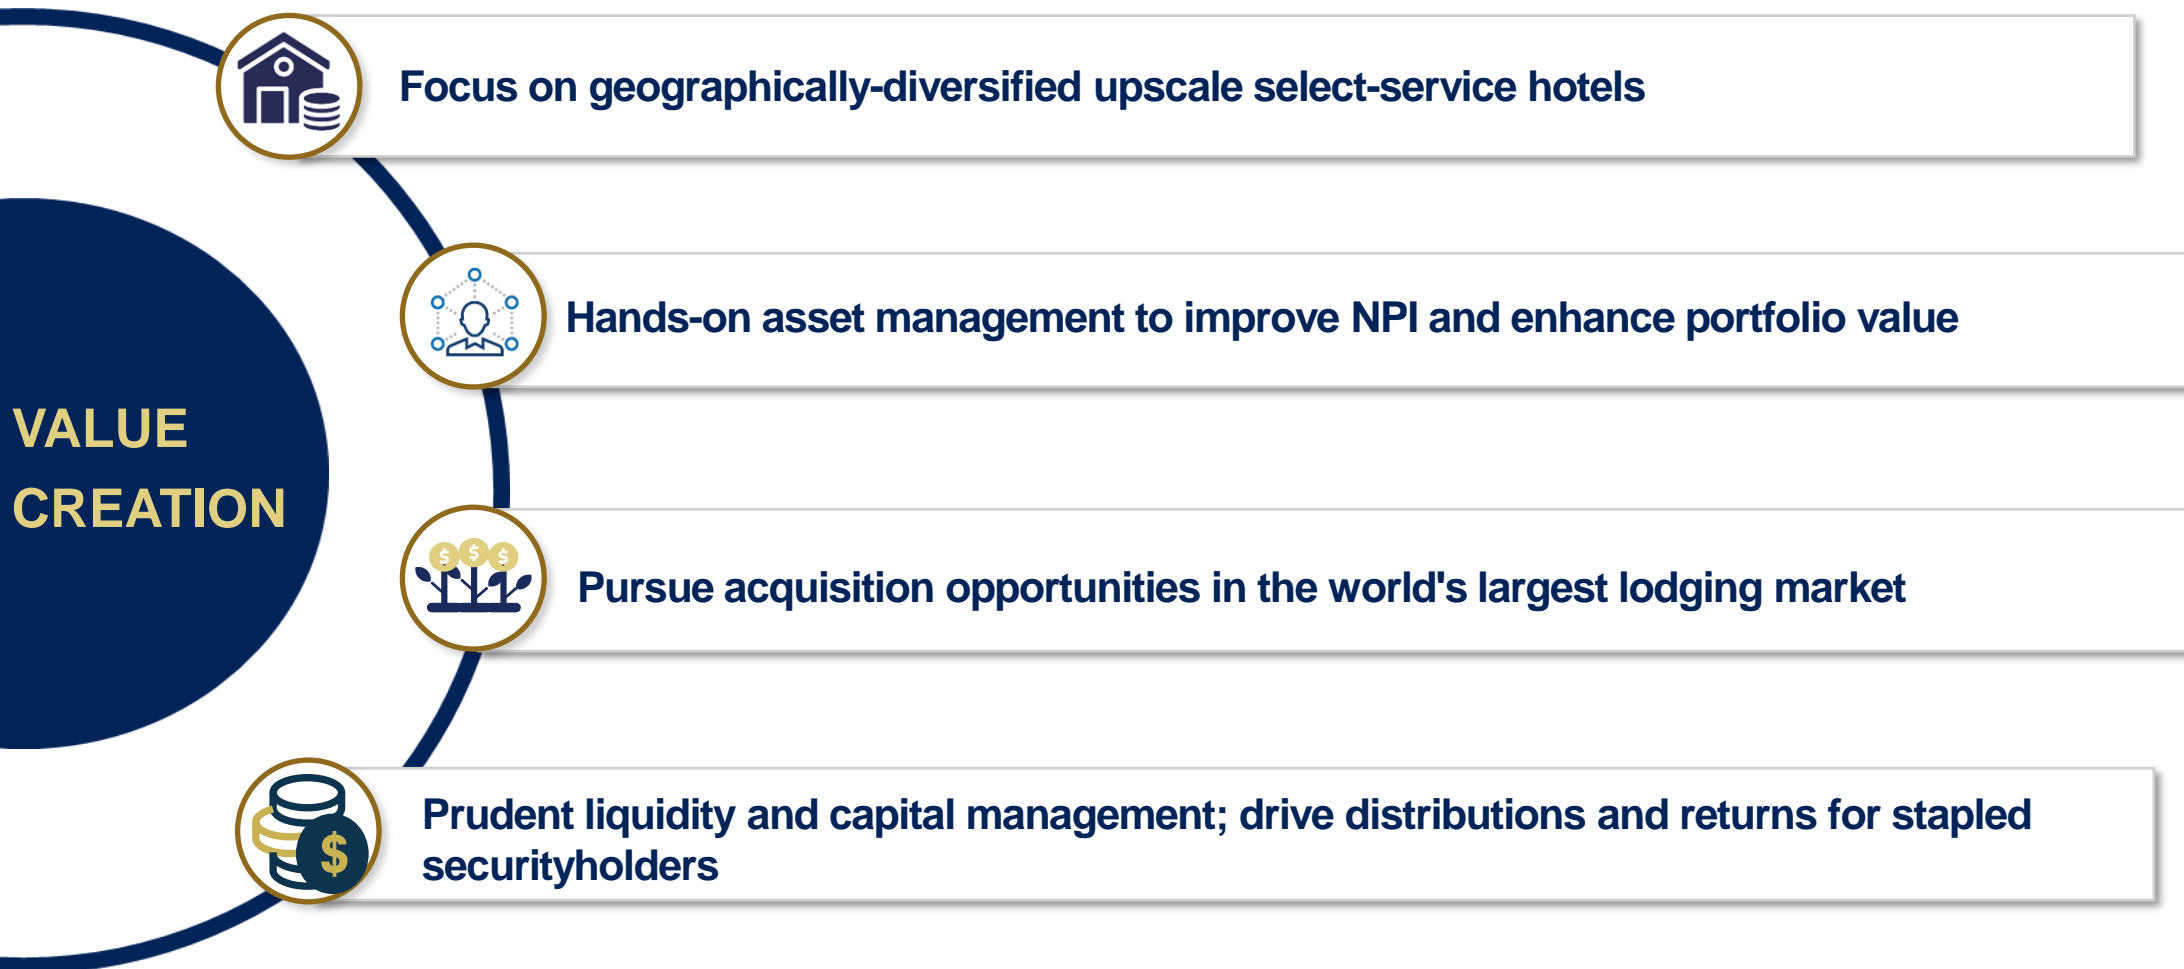 Focus on geographically-diversified upscale select-service hotels
Hands-on asset management to improve NPI and enhance portfolio value
VALUE
CREATION
$ $ $
Pursue acquisition opportunities in the world's largest lodging market
$
Prudent liquidity and capital management; drive distributions and returns for stapled
securityholders